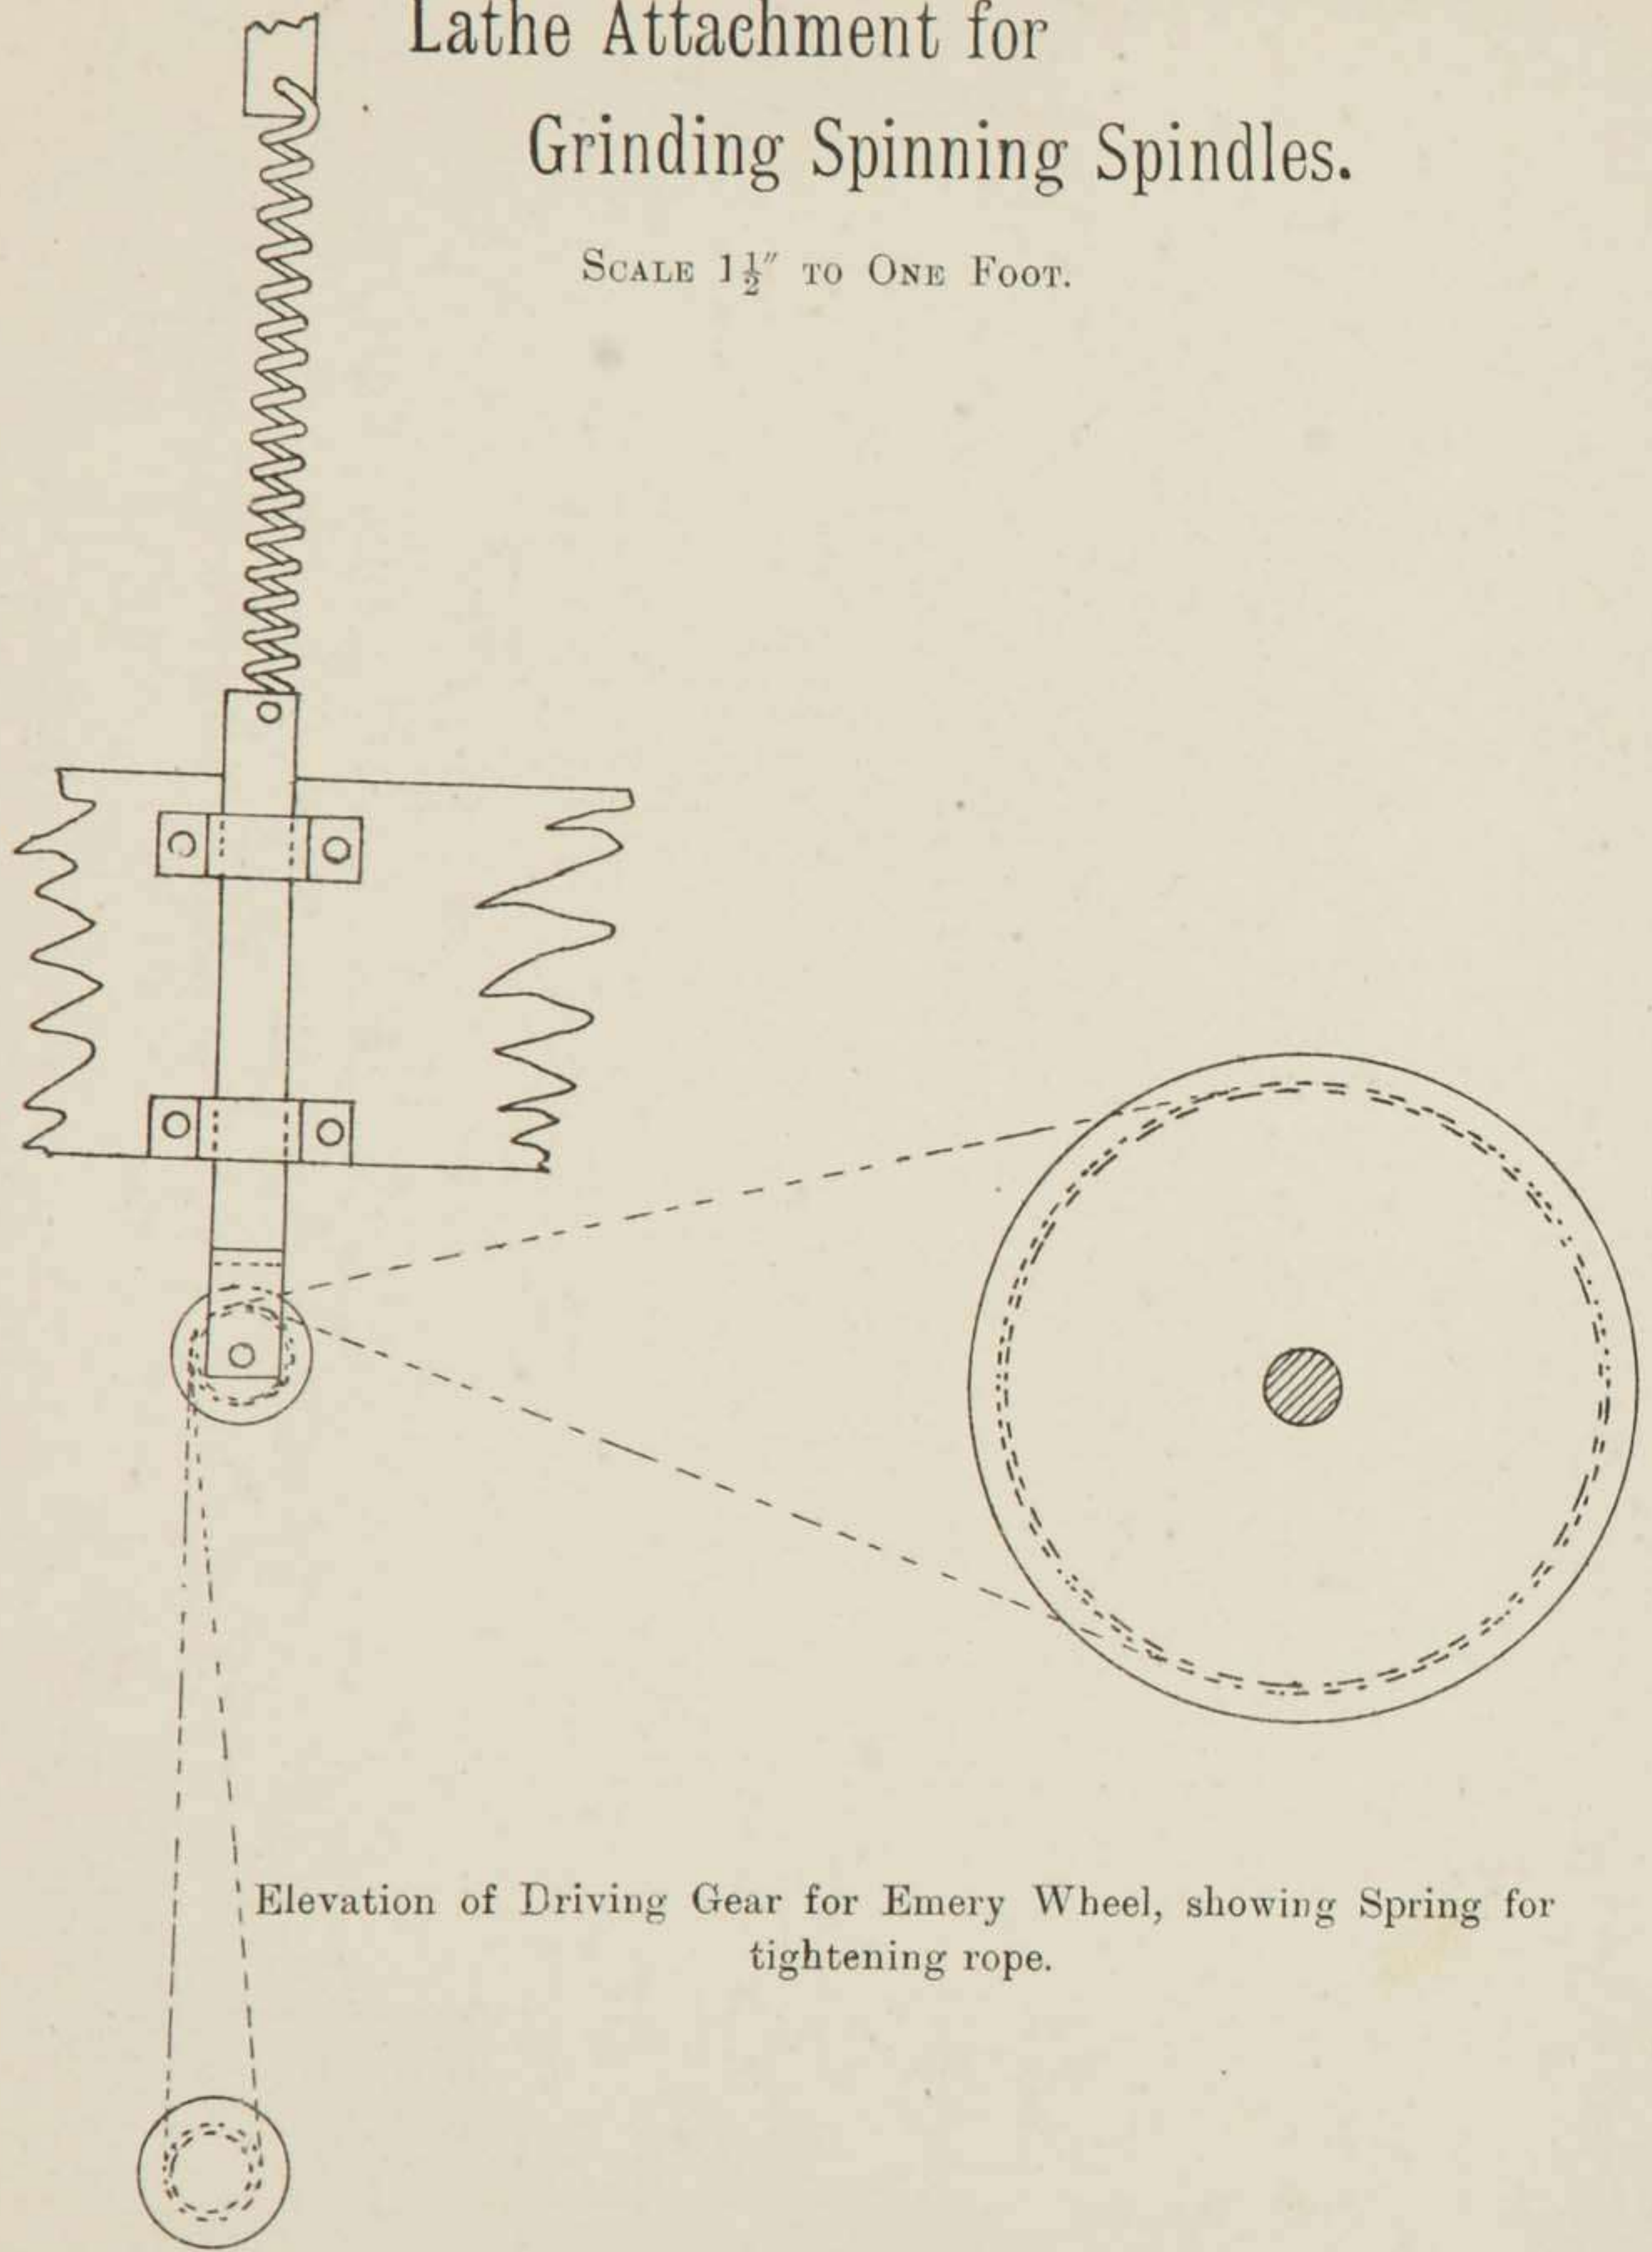 Lathe Attachment for
Grinding Spinning Spindles.
SCALE 1½″ TO ONE FOOT.
Elevation of Driving Gear for Emery Wheel, showing Spring for
tightening rope.